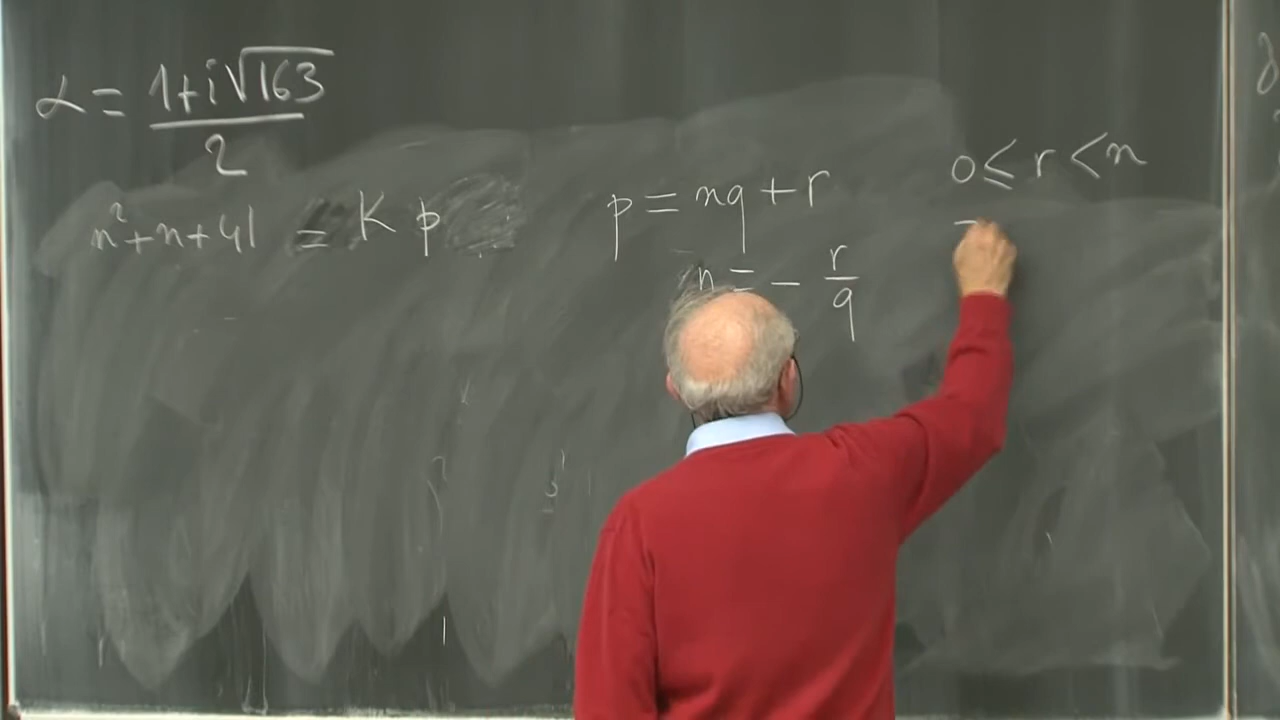 α = (1+i√163)/2
n²+n+41 = K p
p = nq + r
0 ≤ r < n
n = - r/q